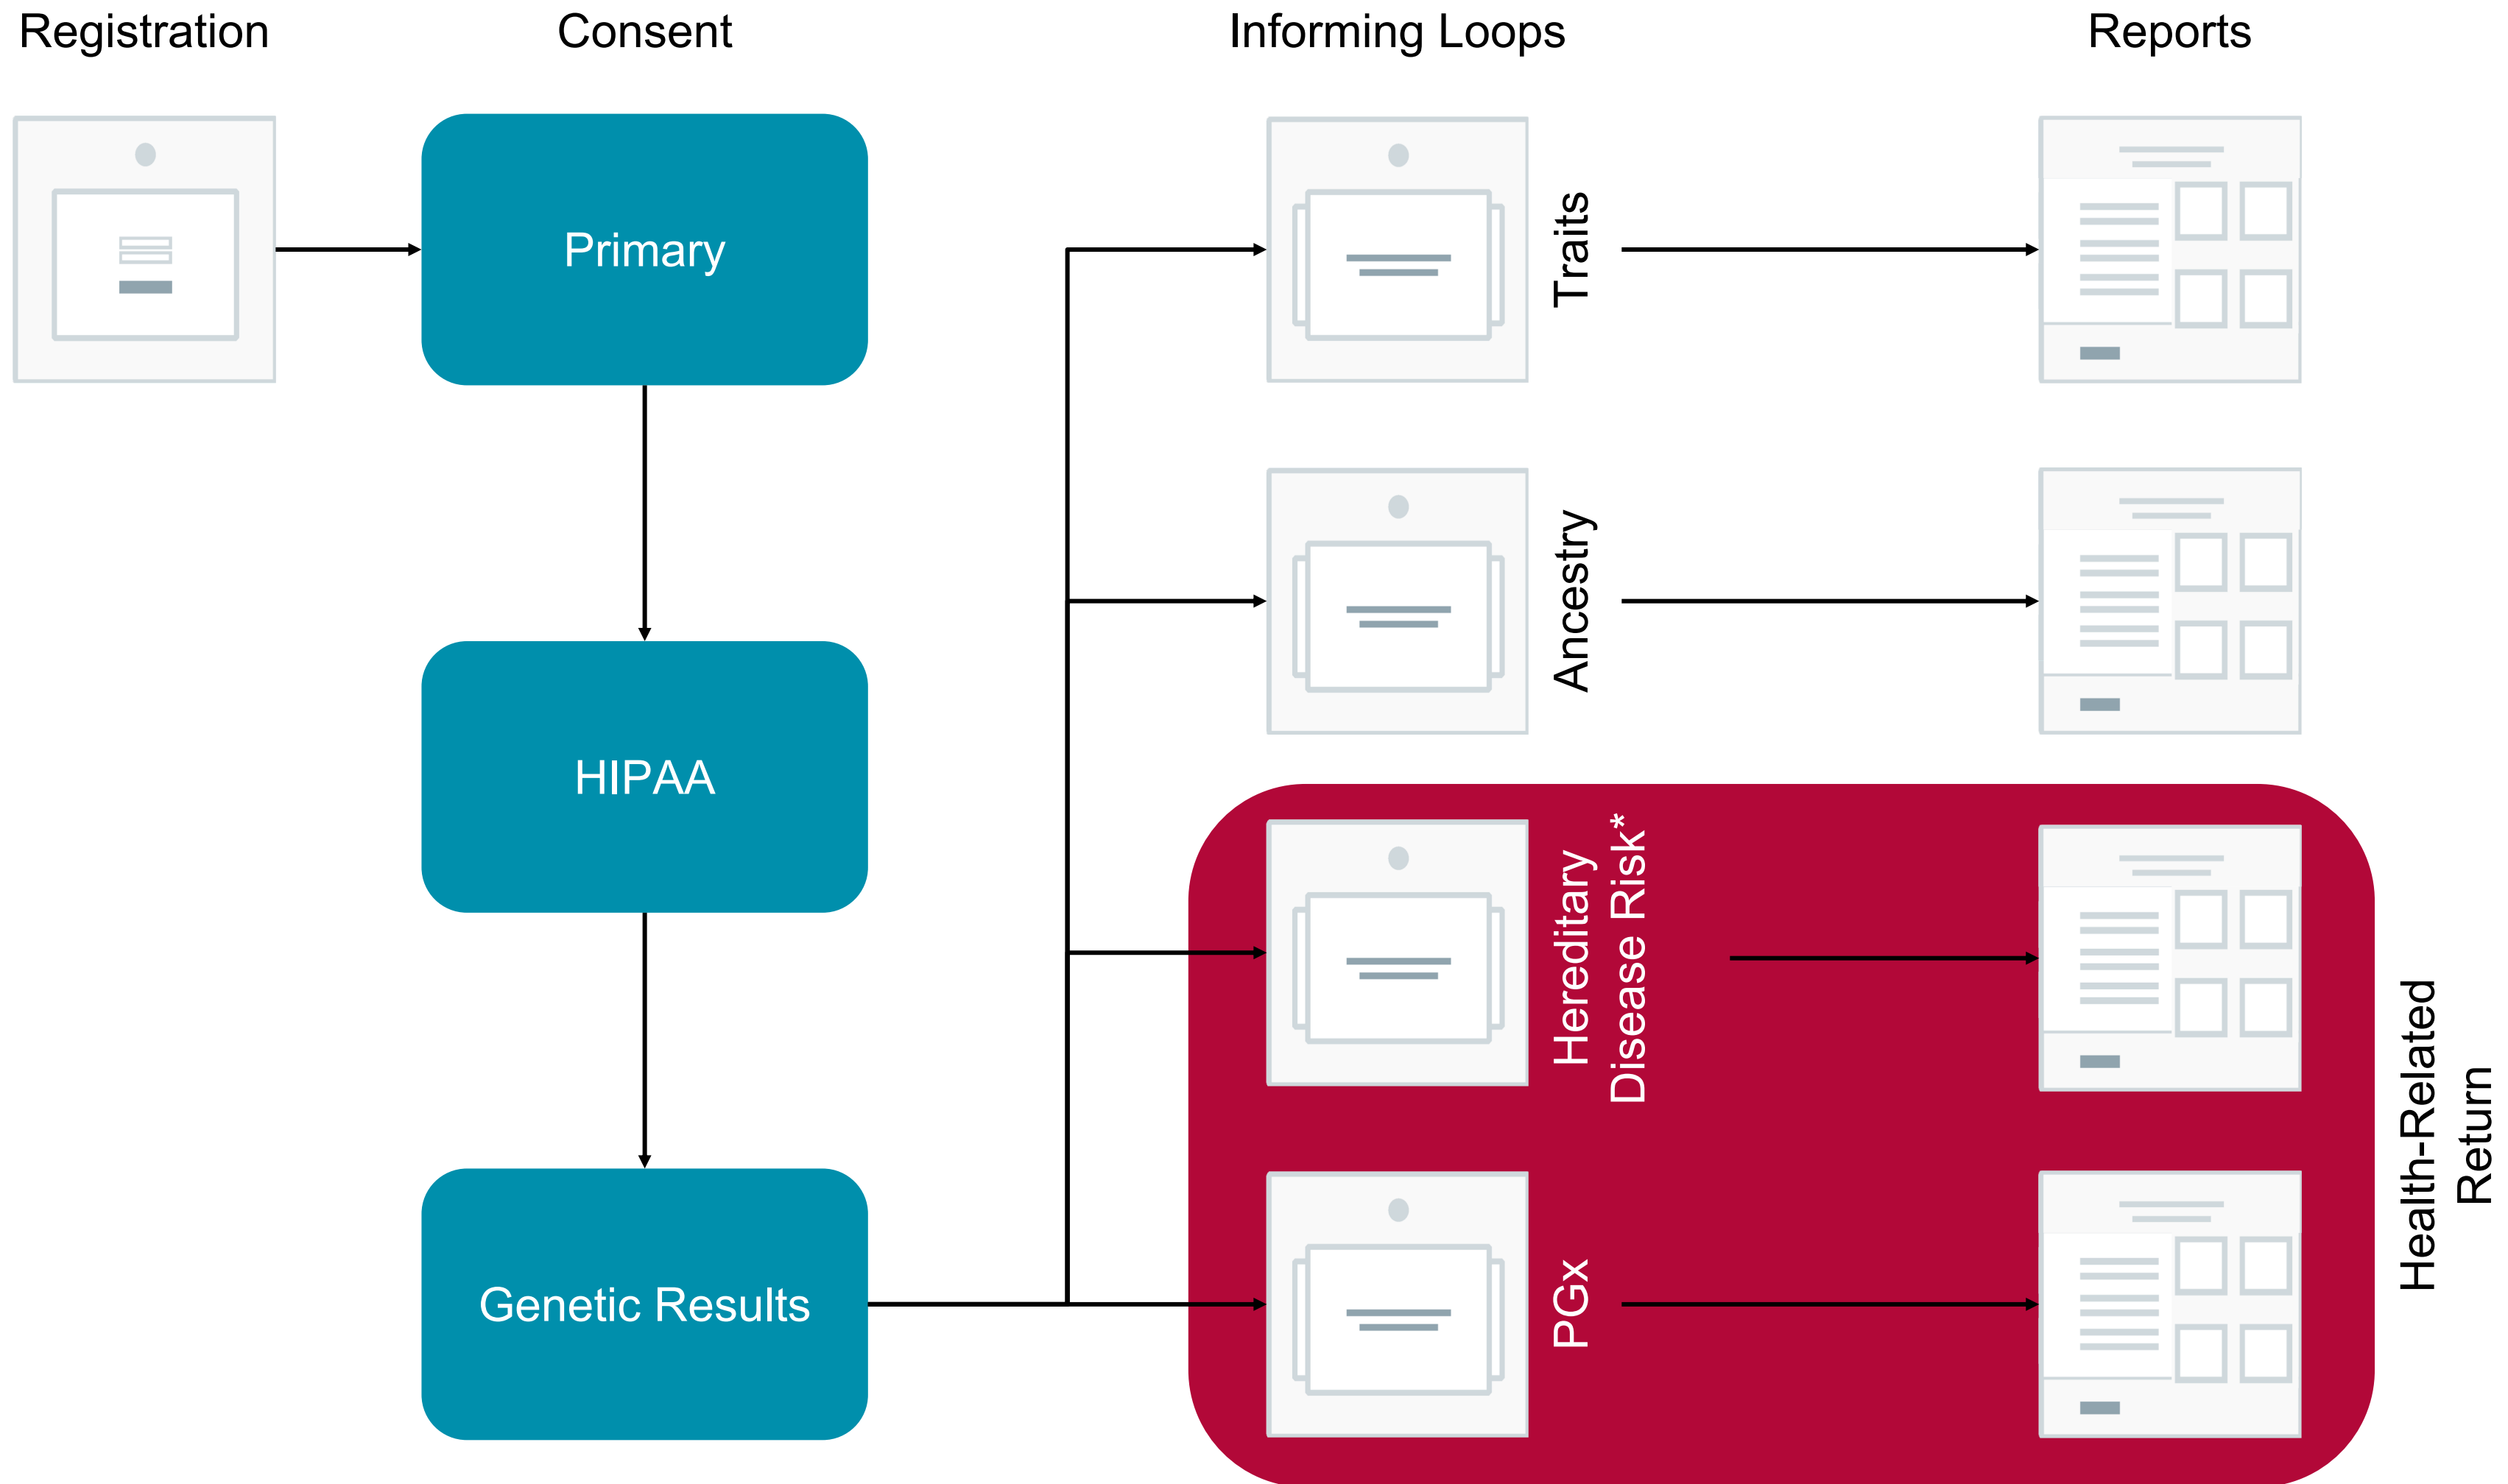 Registration
Consent
Informing Loops
Reports
Primary
Traits
Ancestry
HIPAA
Hereditary
Disease Risk*
Genetic Results
PGx
Health-Related
Return